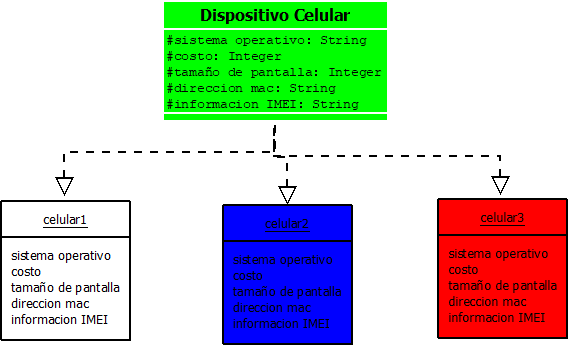 Dispositivo Celular
#sistema operativo: String
#costo: Integer
#tamaño de pantalla: Integer
#direccion mac: String
#informacion IMEI: String
celular1
sistema operativo
costo
tamaño de pantalla
direccion mac
informacion IMEI
celular2
sistema operativo
costo
tamaño de pantalla
direccion mac
informacion IMEI
celular3
sistema operativo
costo
tamaño de pantalla
direccion mac
informacion IMEI